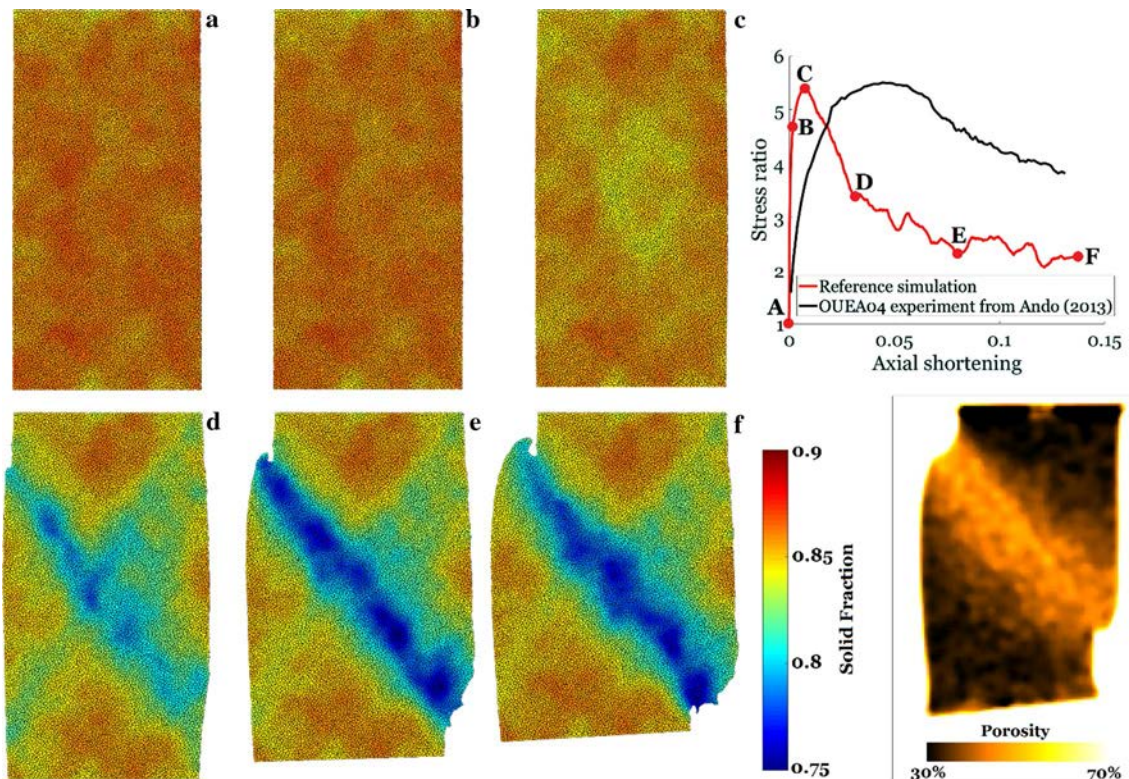 a
b
c
6
5
4
3
2
1
Stress ratio
A
B
C
D
E
F
Reference simulation
OUEA04 experiment from Ando (2013)
0
0.05
0.1
0.15
Axial shortening
d
e
f
0.9
0.85
0.8
0.75
Solid Fraction
Porosity
30%
70%